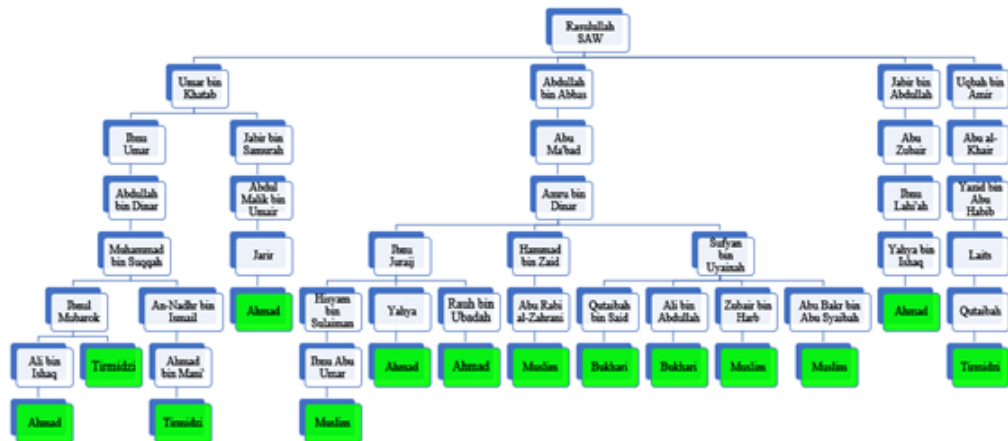 Rasulullah
SAW
Umar bin
Khatab
Abdullah
bin Abbas
Jabir bin
Abdullah
Uqbah bin
Amir
Ibnu
Umar
Jabir bin
Samurah
Abu
Ma'bad
Abu
Zubair
Abu al-
Khair
Abdullah
bin Dinar
Abdul
Malik bin
Umair
Amru bin
Dinar
Ibnu
Lahi'ah
Yazid bin
Abu
Habib
Muhammad
bin Suqqah
Jarir
Ibnu
Juraij
Hammad
bin Zaid
Sufyan
bin
Uyainah
Yahya bin
Ishaq
Laits
Ibnul
Mubarok
An-Nadhr bin
Ismail
Ahmad
Hisyam
bin
Sulaiman
Yahya
Rauh bin
Ubadah
Abu Rabi
al-Zahrani
Qutaibah
bin Said
Ali bin
Abdullah
Zuhair bin
Harb
Abu Bakr bin
Abu Syaibah
Ahmad
Qutaibah
Ali bin
Ishaq
Tirmidzi
Ahmad
bin Mani'
Ibnu Abu
Umar
Ahmad
Ahmad
Muslim
Bukhari
Bukhari
Muslim
Muslim
Tirmidzi
Ahmad
Tirmidzi
Muslim